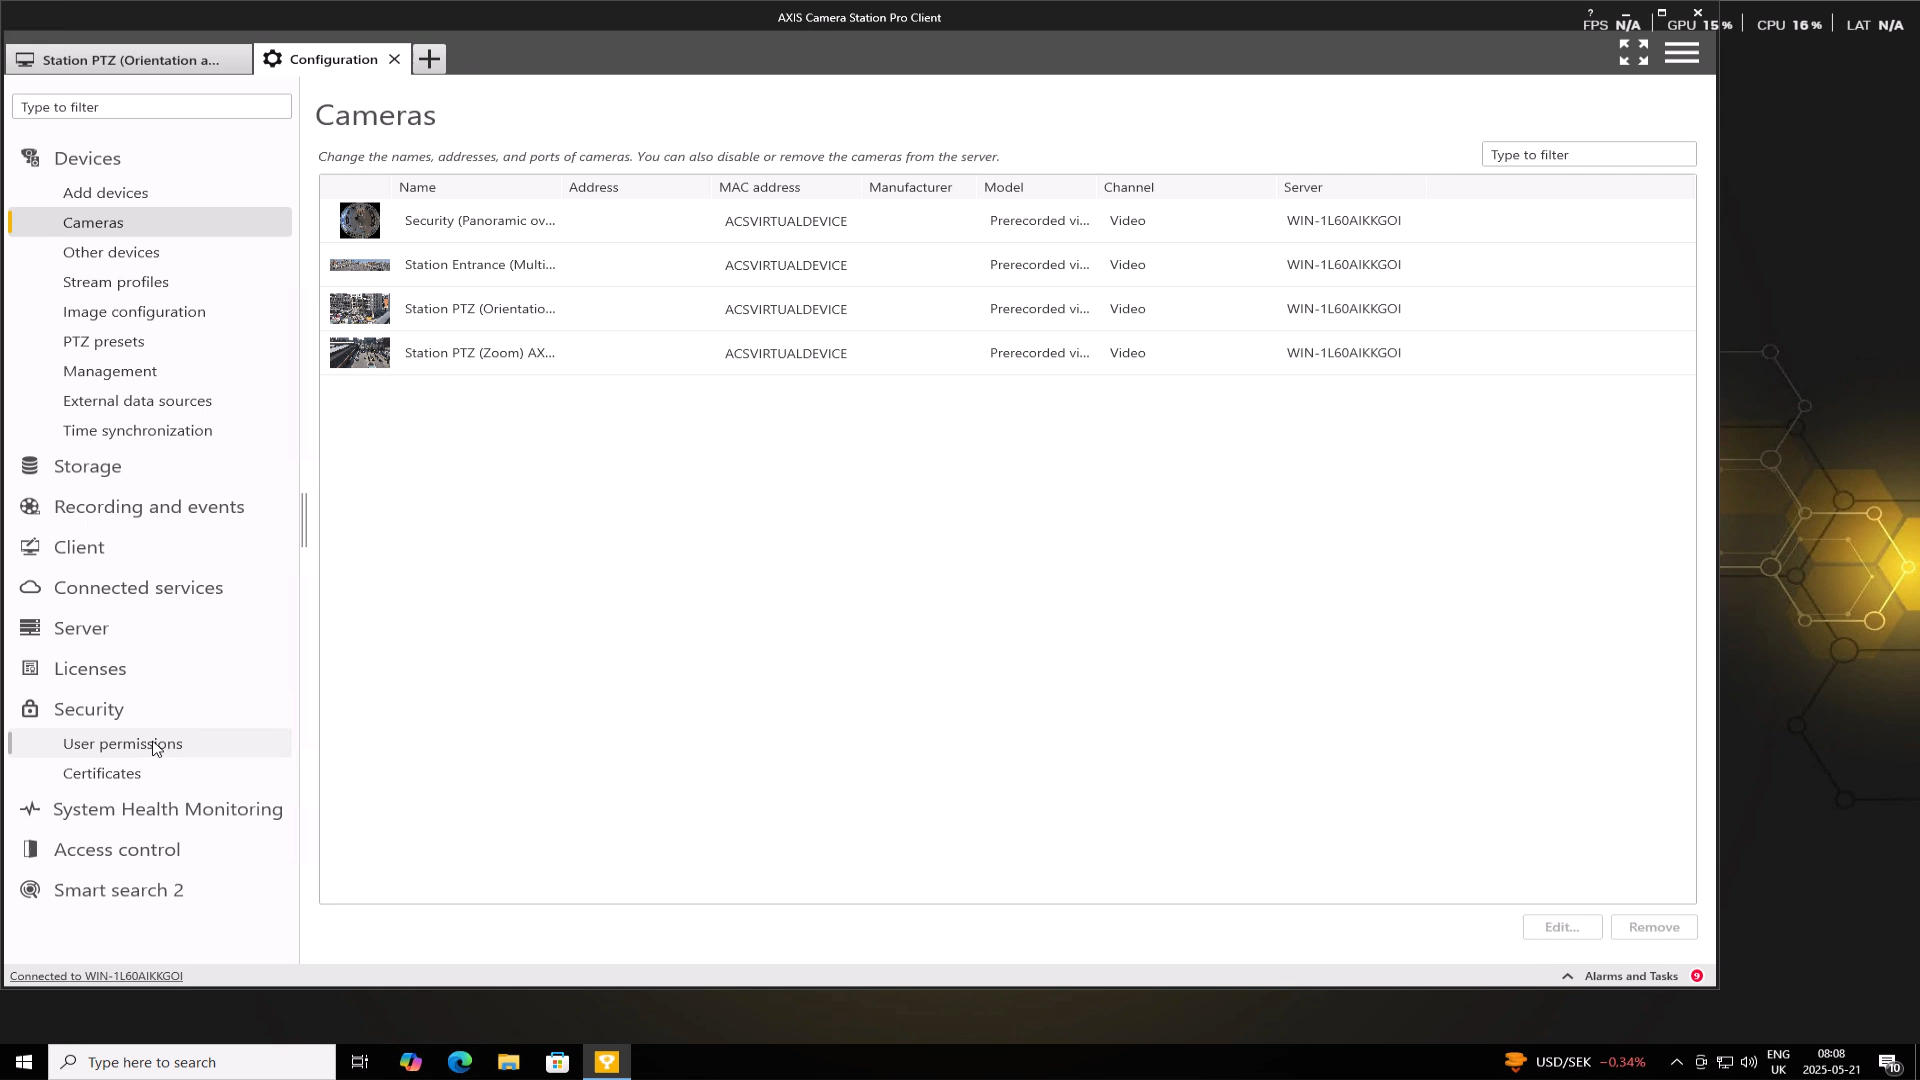 AXIS Camera Station Pro Client
?
FPS N/A GPU 15 % CPU 16 % LAT N/A
Station PTZ (Orientation a...
Configuration
Type to filter
Devices
Add devices
Cameras
Other devices
Stream profiles
Image configuration
PTZ presets
Management
External data sources
Time synchronization
Storage
Recording and events
Client
Connected services
Server
Licenses
Security
User permissions
Certificates
System Health Monitoring
Access control
Smart search 2
Cameras
Change the names, addresses, and ports of cameras. You can also disable or remove the cameras from the server.
Type to filter
Name Address MAC address Manufacturer Model Channel Server
Security (Panoramic ov... ACSVIRTUALDEVICE Prerecorded vi... Video WIN-1L60AIKKGOI
Station Entrance (Multi... ACSVIRTUALDEVICE Prerecorded vi... Video WIN-1L60AIKKGOI
Station PTZ (Orientatio... ACSVIRTUALDEVICE Prerecorded vi... Video WIN-1L60AIKKGOI
Station PTZ (Zoom) AX... ACSVIRTUALDEVICE Prerecorded vi... Video WIN-1L60AIKKGOI
Edit... Remove
Connected to WIN-1L60AIKKGOI
Alarms and Tasks 9
Type here to search
USD/SEK −0,34%
ENG
UK
08:08
2025-05-21
10